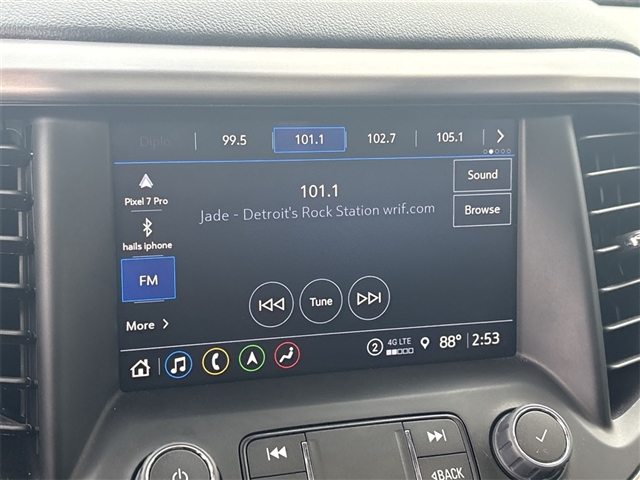 Diplo 99.5 101.1 102.7 105.1
Pixel 7 Pro
101.1
Sound
Jade - Detroit's Rock Station wrif.com
Browse
hails iphone
FM
Tune
More
2 4G LTE 88° 2:53
BACK